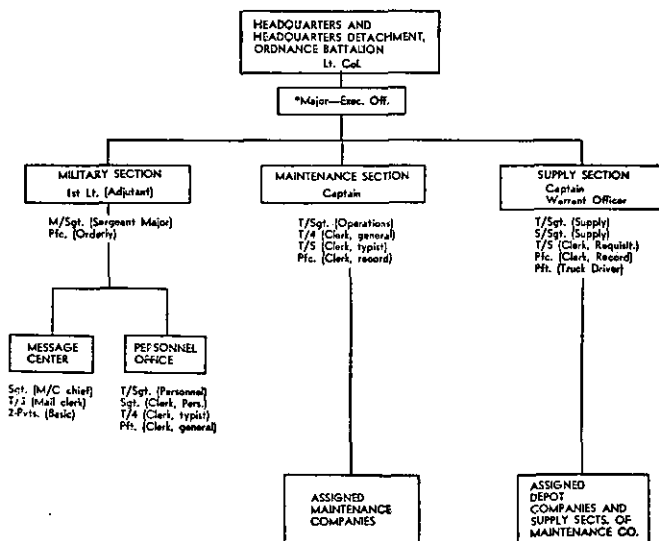 HEADQUARTERS AND
HEADQUARTERS DETACHMENT,
ORDNANCE BATTALION
Lt. Col.
*Major—Exec. Off.
MILITARY SECTION
1st Lt. (Adjutant)
M/Sgt. (Sergeant Major)
Pfc. (Orderly)
MESSAGE
CENTER
Sgt. (M/C chief)
T/5 (Mail clerk)
2-Pvts. (Basic)
PERSONNEL
OFFICE
T/Sgt. (Personnel)
Sgt. (Clerk, Pers.)
T/4 (Clerk, typist)
Pft. (Clerk, general)
MAINTENANCE SECTION
Captain
T/Sgt. (Operations)
T/4 (Clerk, general)
T/5 (Clerk, typist)
Pfc. (Clerk, record)
ASSIGNED
MAINTENANCE
COMPANIES
SUPPLY SECTION
Captain
Warrant Officer
T/Sgt. (Supply)
S/Sgt. (Supply)
T/5 (Clerk, Requisit.)
Pfc. (Clerk, Record)
Pft. (Truck Driver)
ASSIGNED
DEPOT
COMPANIES AND
SUPPLY SECTS. OF
MAINTENANCE CO.